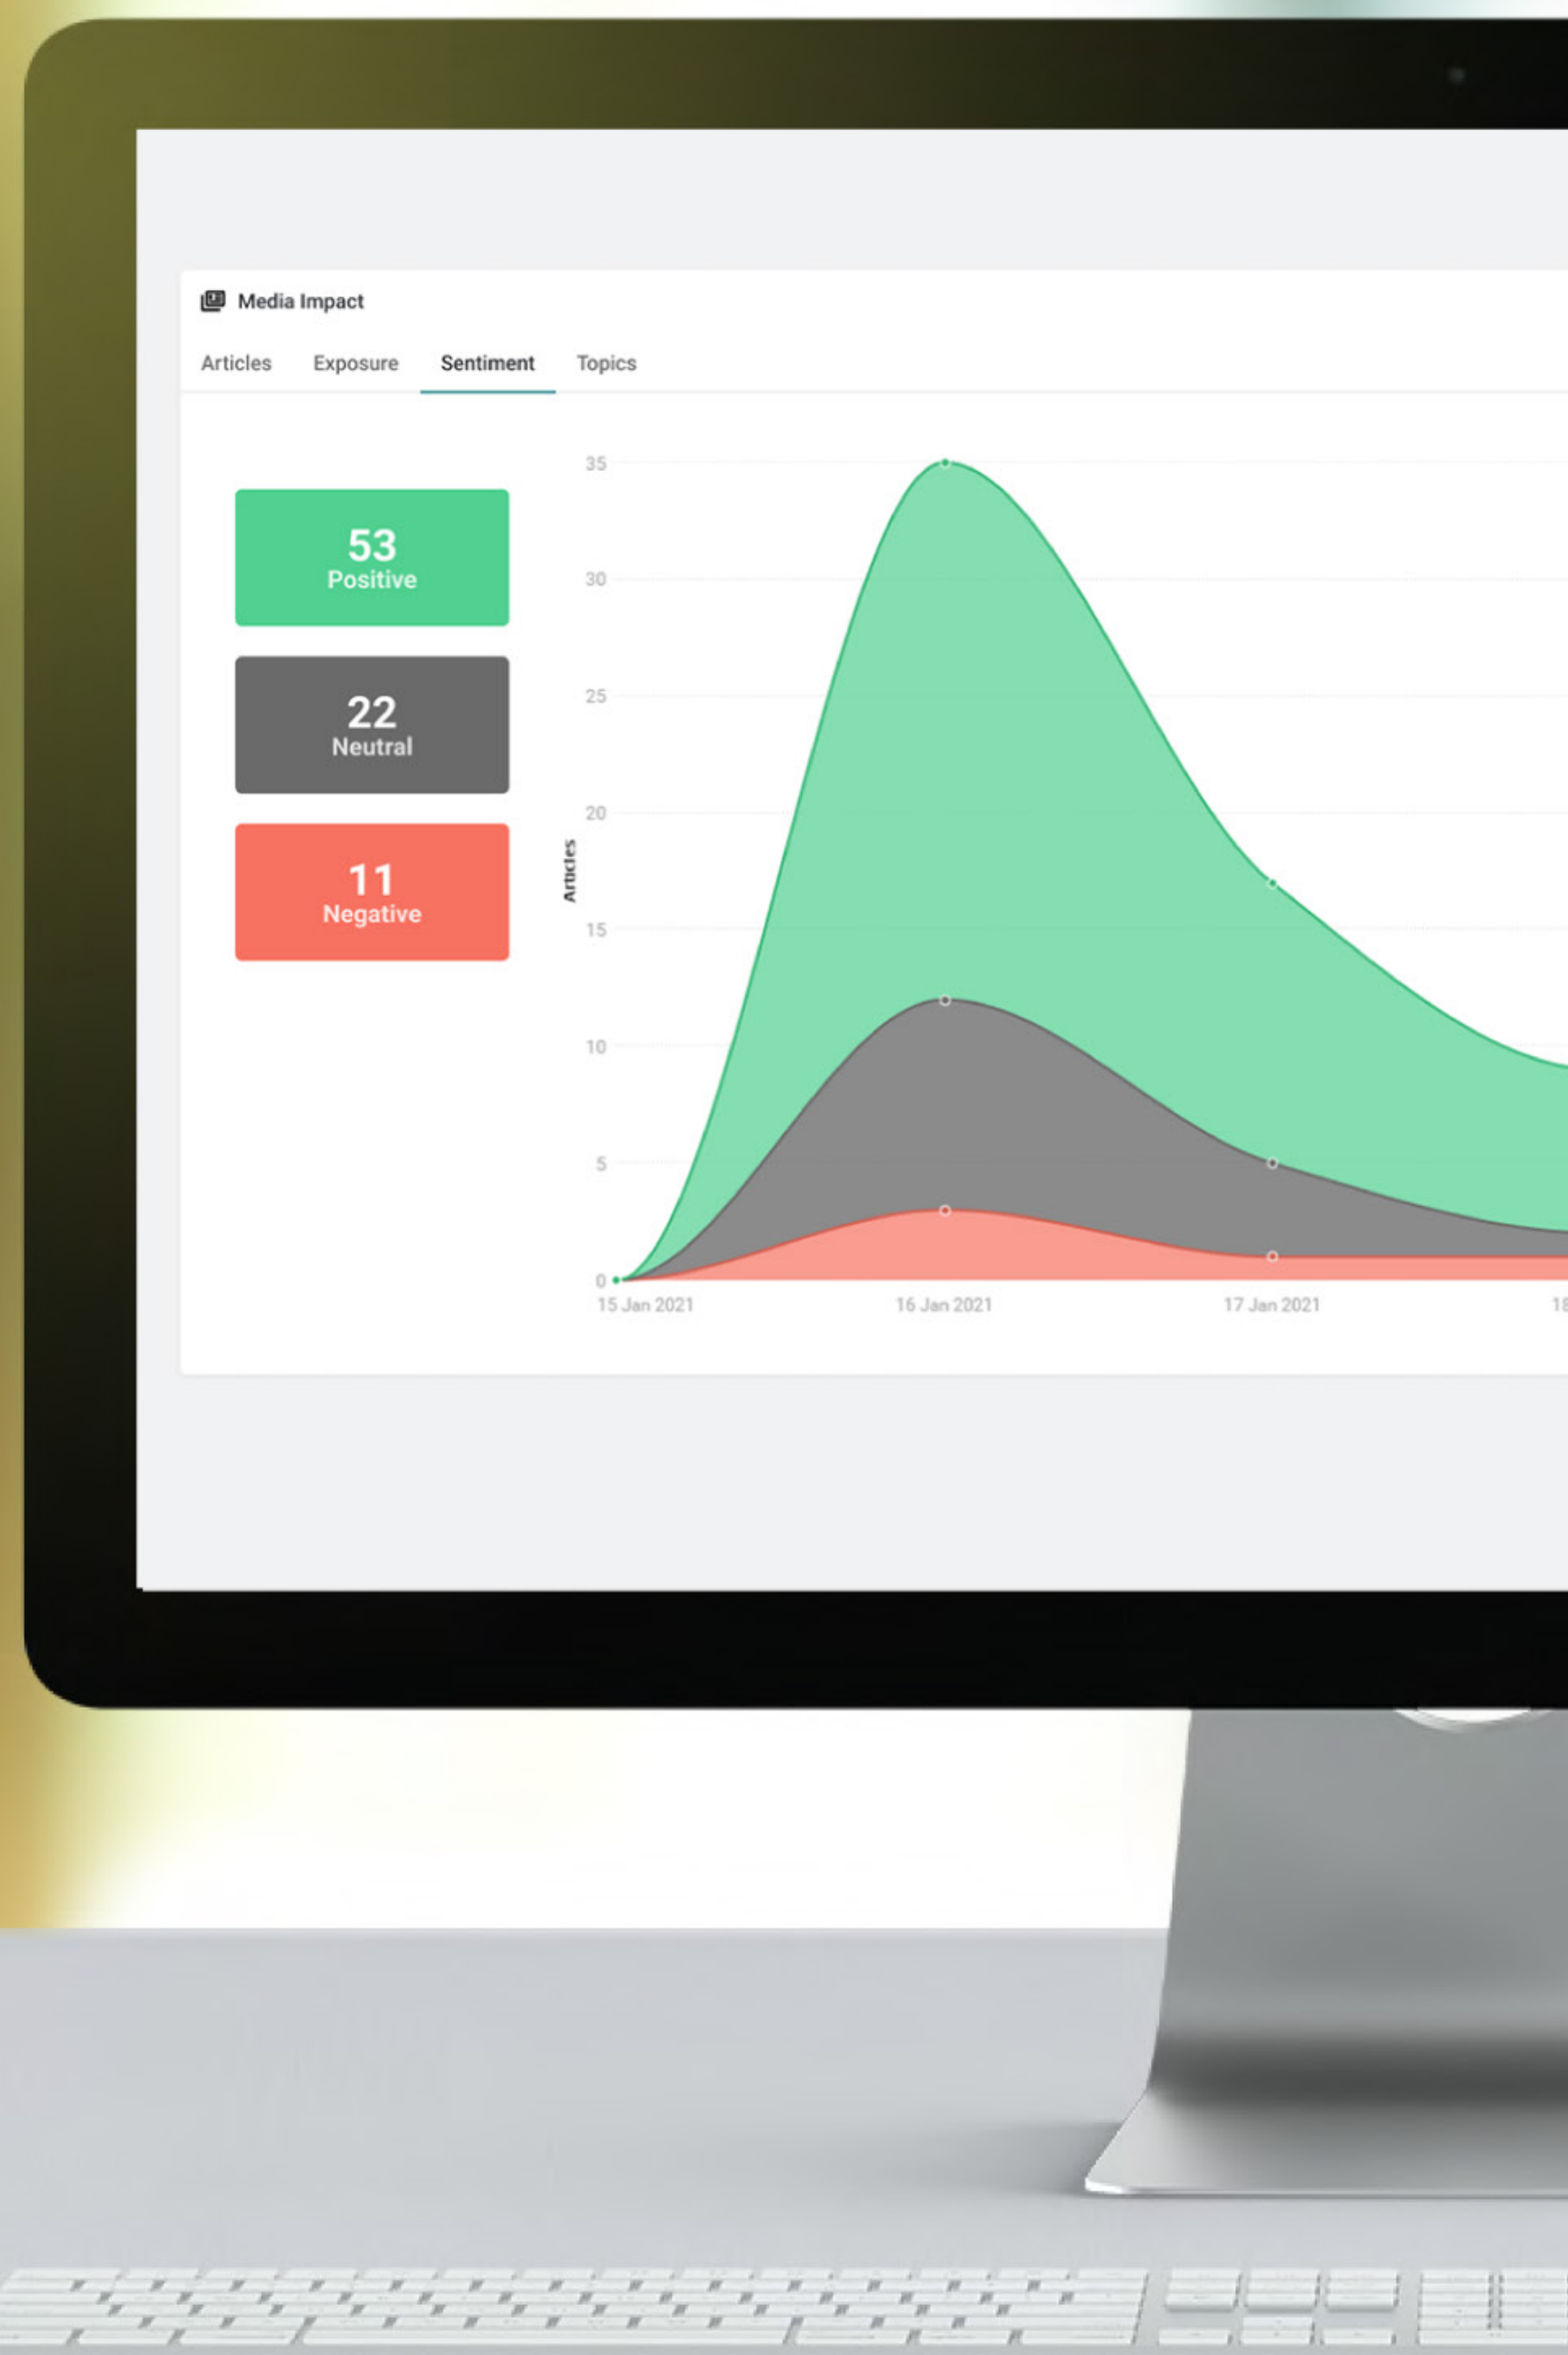 Media Impact
Articles Exposure Sentiment Topics
53
Positive
22
Neutral
11
Negative
Articles
35
30
25
20
15
10
5
0
15 Jan 2021 16 Jan 2021 17 Jan 2021 18